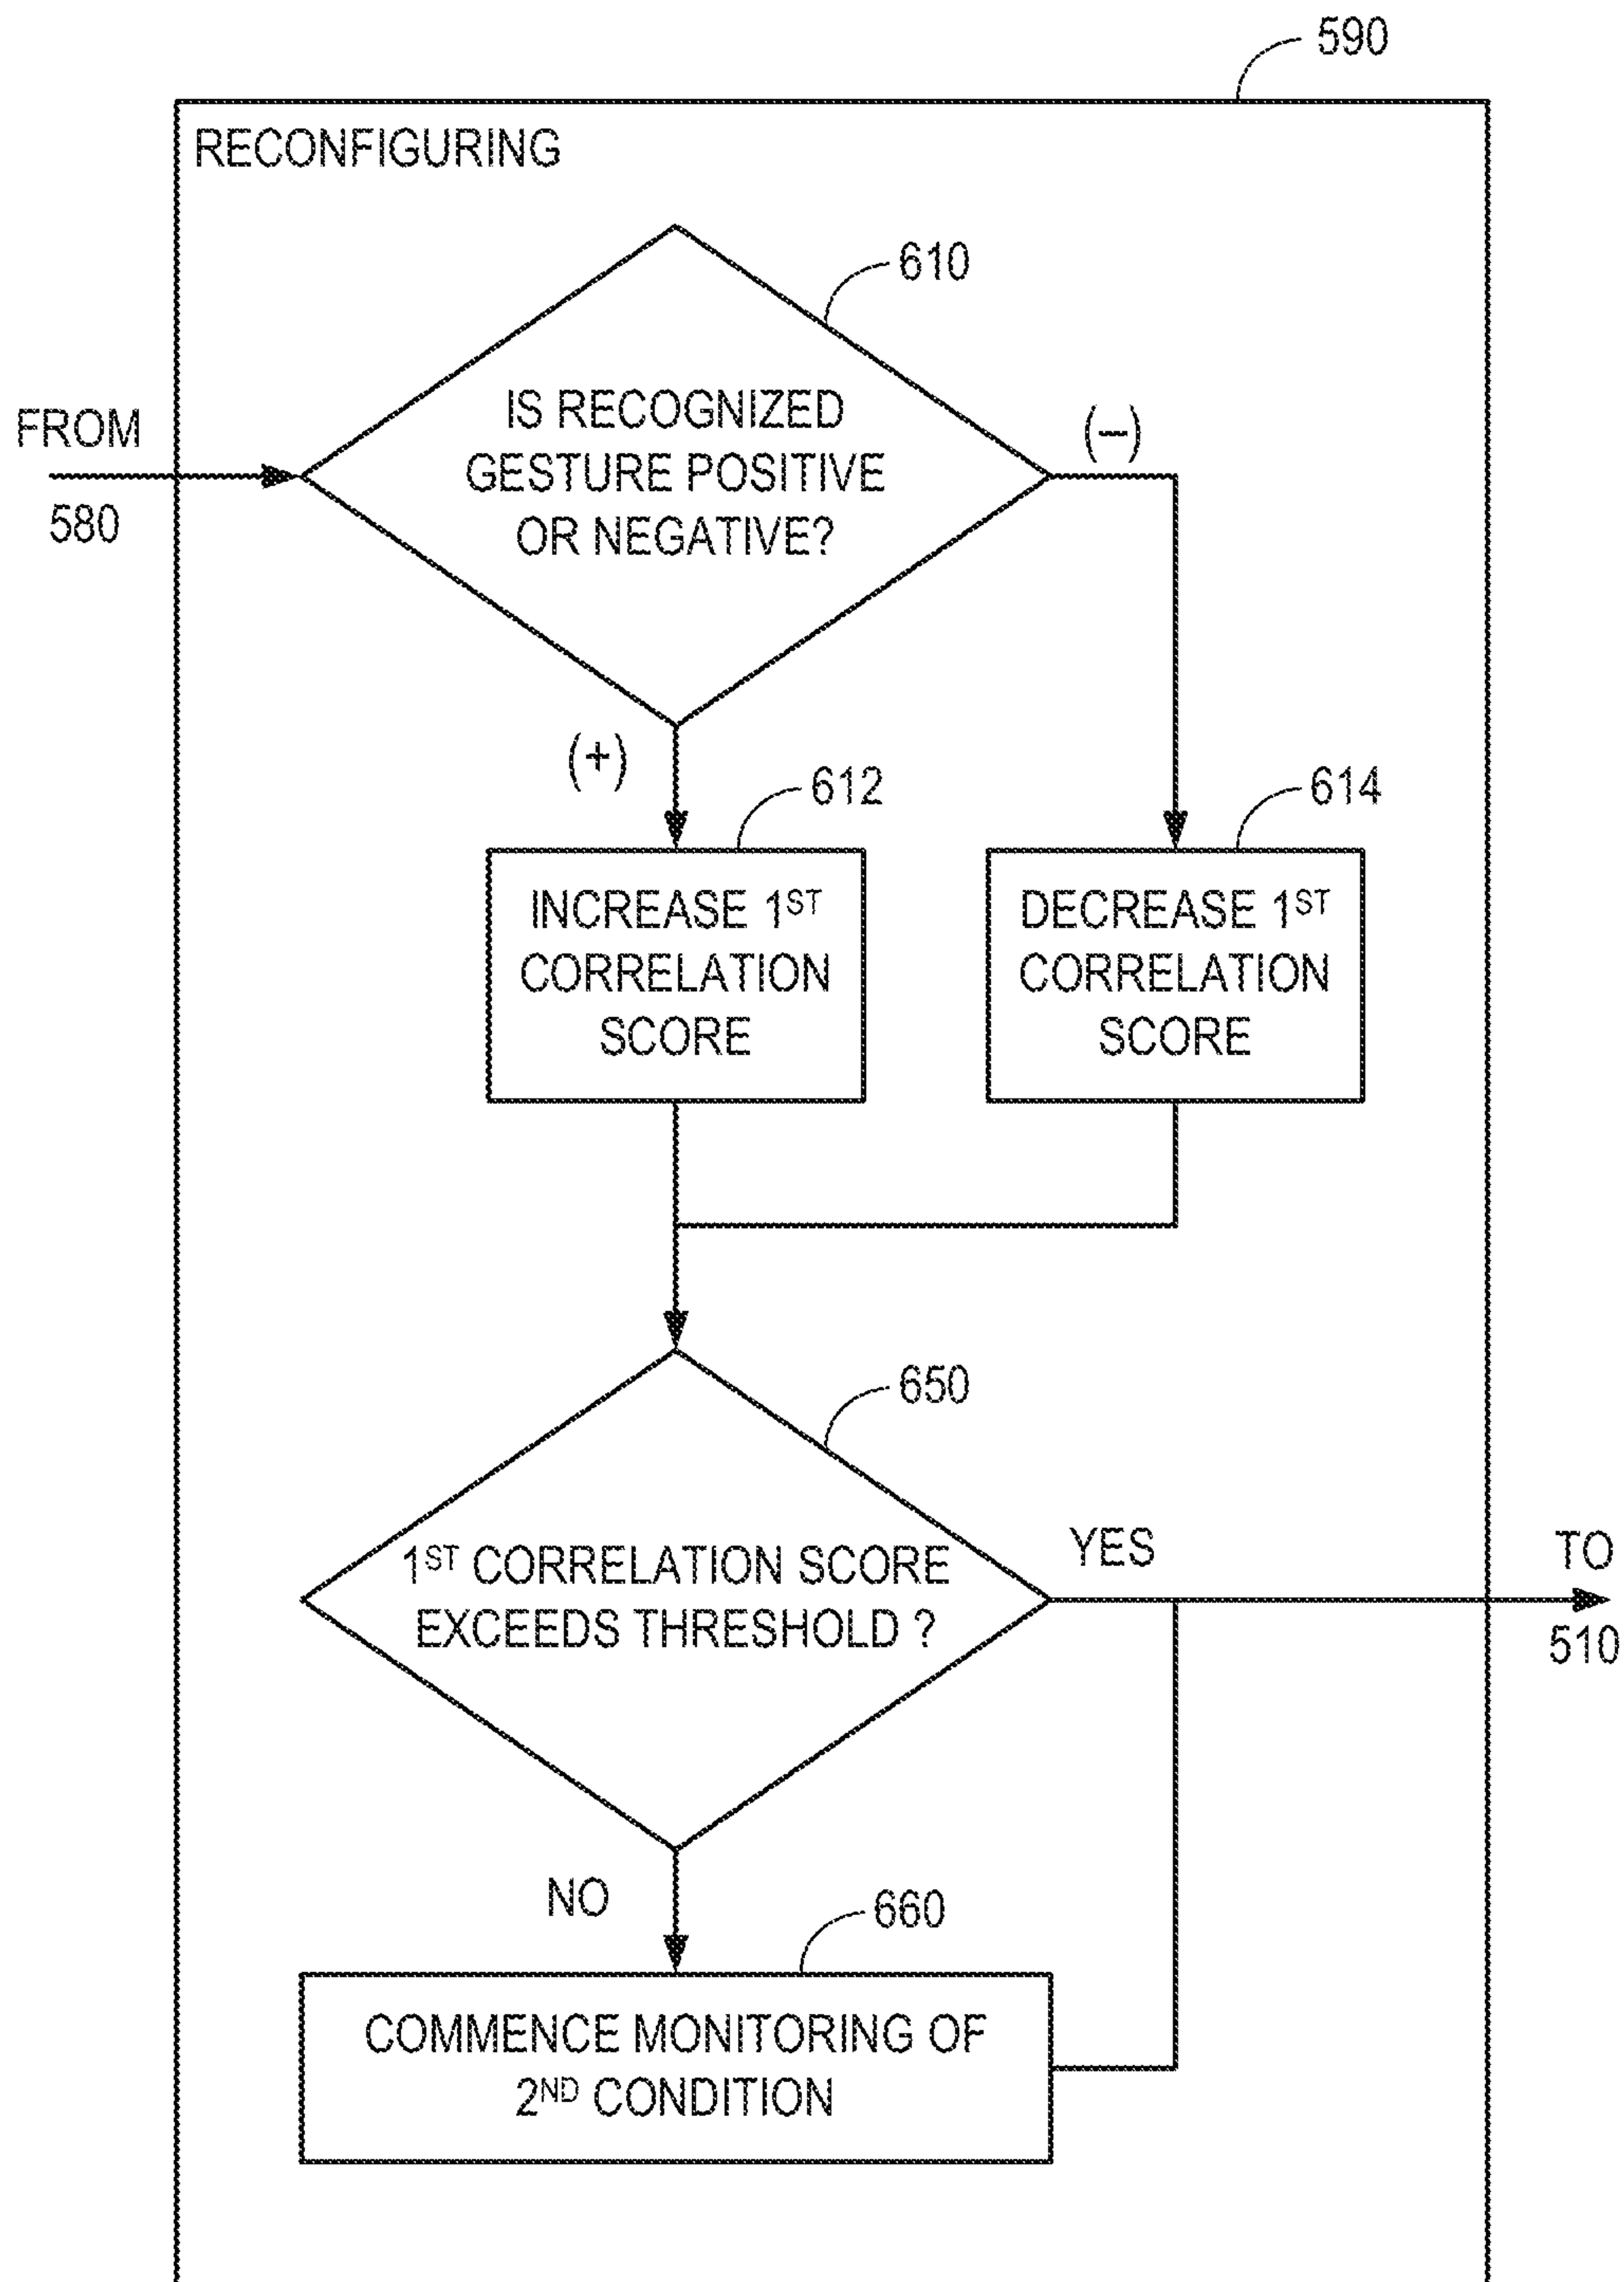 590
RECONFIGURING
610
IS RECOGNIZED
GESTURE POSITIVE
OR NEGATIVE?
FROM
580
(–)
(+)
612
614
INCREASE 1ST
CORRELATION
SCORE
DECREASE 1ST
CORRELATION
SCORE
650
1ST CORRELATION SCORE
EXCEEDS THRESHOLD ?
YES
TO
510
NO
660
COMMENCE MONITORING OF
2ND CONDITION